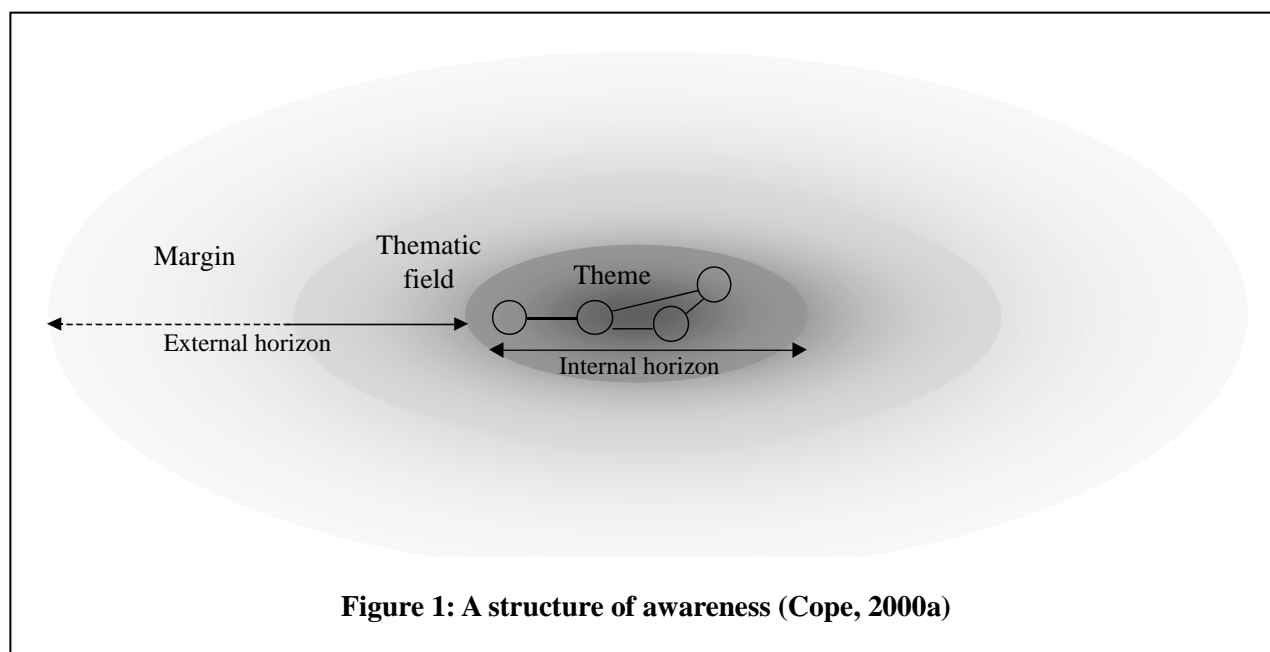 Margin
Thematic
field
Theme
External horizon
Internal horizon
Figure 1: A structure of awareness (Cope, 2000a)